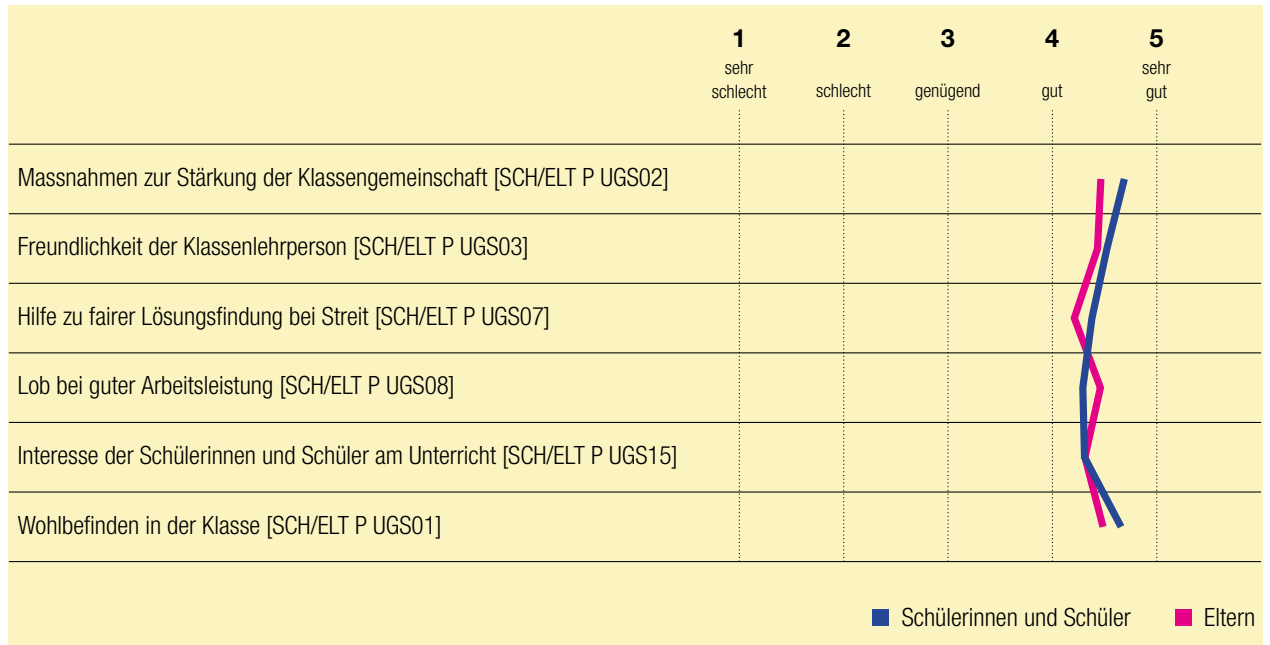 1 2 3 4 5
sehr schlecht schlecht genügend gut sehr gut
Massnahmen zur Stärkung der Klassengemeinschaft [SCH/ELT P UGS02]
Freundlichkeit der Klassenlehrperson [SCH/ELT P UGS03]
Hilfe zu fairer Lösungsfindung bei Streit [SCH/ELT P UGS07]
Lob bei guter Arbeitsleistung [SCH/ELT P UGS08]
Interesse der Schülerinnen und Schüler am Unterricht [SCH/ELT P UGS15]
Wohlbefinden in der Klasse [SCH/ELT P UGS01]
Schülerinnen und Schüler Eltern